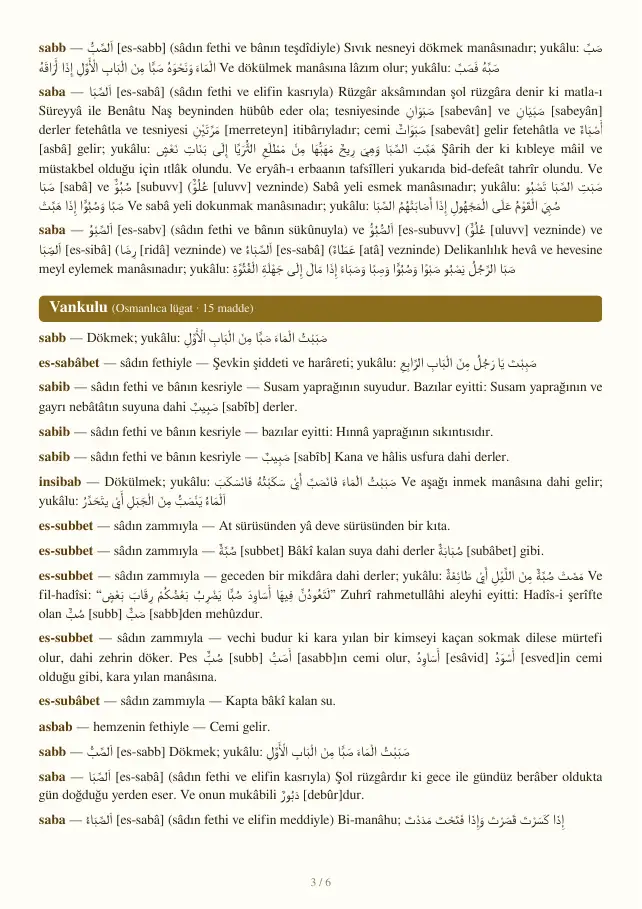 sabb — اَلصَّبُّ [es-sabb] (sâdın fethi ve bânın teşdîdiyle) Sıvık nesneyi dökmek manâsınadır; yukâlu: صَبَّ
الْمَاءَ وَنَحْوَهُ صَبًّا مِنَ الْبَابِ الْأَوَّلِ إِذَا أَرَاقَهُ Ve dökülmek manâsına lâzım olur; yukâlu: صَبَّهُ فَصَبَّ
saba — اَلصَّبَا [es-sabâ] (sâdın fethi ve elifin kasrıyla) Rüzgâr aksâmından şol rüzgâra denir ki matla-ı
Süreyyâ ile Benâtu Naş beyninden hübûb eder ola; tesniyesinde صَبَوَانِ [sabevân] ve صَبَيَانِ [sabeyân]
derler fetehâtla ve tesniyesi مَرَّتَيْنِ [merreteyn] itibârıyladır; cemi صَبَوَاتٌ [sabevât] gelir fetehâtla ve أَصْبَاءٌ
[asbâ] gelir; yukâlu: هَبَّتِ الصَّبَا وَهِيَ رِيحٌ مَهَبُّهَا مِنْ مَطْلَعِ الثُّرَيَّا إِلَى بَنَاتِ نَعْشٍ Şârih der ki kıbleye mâil ve
müstakbel olduğu için ıtlâk olundu. Ve eryâh-ı erbaanın tafsîlleri yukarıda bid-defeât tahrîr olundu. Ve
صَبَا [sabâ] ve صُبُوٌّ [subuvv] (عُلُوٌّ [uluvv] vezninde) Sabâ yeli esmek manâsınadır; yukâlu: صَبَتِ الصَّبَا تَصْبُو
صَبَا وَصُبُوًّا إِذَا هَبَّتْ Ve sabâ yeli dokunmak manâsınadır; yukâlu: صُبِيَ الْقَوْمُ عَلَى الْمَجْهُولِ إِذَا أَصَابَتْهُمُ الصَّبَا
saba — اَلصَّبْوُ [es-sabv] (sâdın fethi ve bânın sükûnuyla) ve اَلصُّبُوُّ [es-subuvv] (عُلُوٌّ [uluvv] vezninde) ve
اَلصِّبَا [es-sibâ] (رِضَا [ridâ] vezninde) ve اَلصَّبَاءُ [es-sabâ] (عَطَاءٌ [atâ] vezninde) Delikanlılık hevâ ve hevesine
meyl eylemek manâsınadır; yukâlu: صَبَا الرَّجُلُ يَصْبُو صَبْوًا وَصُبُوًّا وَصِبًا وَصَبَاءً إِذَا مَالَ إِلَى جَهْلَةِ الْفُتُوَّةِ
Vankulu (Osmanlıca lügat · 15 madde)
sabb — Dökmek; yukâlu: صَبَبْتُ الْمَاءَ صَبًّا مِنَ الْبَابِ الْأَوَّلِ
es-sabâbet — sâdın fethiyle — Şevkin şiddeti ve harâreti; yukâlu: صَبِبْتَ يَا رَجُلُ مِنَ الْبَابِ الرَّابِعِ
sabib — sâdın fethi ve bânın kesriyle — Susam yaprağının suyudur. Bazılar eyitti: Susam yaprağının ve
gayrı nebâtâtın suyuna dahi صَبِيبٌ [sabîb] derler.
sabib — sâdın fethi ve bânın kesriyle — bazılar eyitti: Hınnâ yaprağının sıkıntısıdır.
sabib — sâdın fethi ve bânın kesriyle — صَبِيبٌ [sabîb] Kana ve hâlis usfura dahi derler.
insibab — Dökülmek; yukâlu: صَبَبْتُ الْمَاءَ فَانْصَبَّ أَيْ سَكَبْتُهُ فَانْسَكَبَ Ve aşağı inmek manâsına dahi gelir;
yukâlu: اَلْمَاءُ يَنْصَبُّ مِنَ الْجَبَلِ أَيْ يَتَحَدَّرُ
es-subbet — sâdın zammıyla — At sürüsünden yâ deve sürüsünden bir kıta.
es-subbet — sâdın zammıyla — صُبَّةٌ [subbet] Bâkî kalan suya dahi derler صُبَابَةٌ [subâbet] gibi.
es-subbet — sâdın zammıyla — geceden bir mikdâra dahi derler; yukâlu: مَضَتْ صُبَّةٌ مِنَ اللَّيْلِ أَيْ طَائِفَةٌ Ve
fil-hadîsi: “لَتَعُودُنَّ فِيهَا أَسَاوِدَ صُبًّا يَضْرِبُ بَعْضُكُمْ رِقَابَ بَعْضٍ” Zuhrî rahmetullâhi aleyhi eyitti: Hadîs-i şerîfte
olan صُبٌّ [subb] صَبٌّ [sabb]den mehûzdur.
es-subbet — sâdın zammıyla — vechi budur ki kara yılan bir kimseyi kaçan sokmak dilese mürtefi
olur, dahi zehrin döker. Pes صُبٌّ [subb] أَصَبُّ [asabb]ın cemi olur, أَسَاوِدُ [esâvid] أَسْوَدُ [esved]in cemi
olduğu gibi, kara yılan manâsına.
es-subâbet — sâdın zammıyla — Kapta bâkî kalan su.
asbab — hemzenin fethiyle — Cemi gelir.
sabb — اَلصَّبُّ [es-sabb] Dökmek; yukâlu: صَبَبْتُ الْمَاءَ صَبًّا مِنَ الْبَابِ الْأَوَّلِ
saba — اَلصَّبَا [es-sabâ] (sâdın fethi ve elifin kasrıyla) Şol rüzgârdır ki gece ile gündüz berâber oldukta
gün doğduğu yerden eser. Ve onun mukâbili دَبُورٌ [debûr]dur.
saba — اَلصَّبَاءُ [es-sabâ] (sâdın fethi ve elifin meddiyle) Bi-manâhu; إِذَا كَسَرْتَ قَصَرْتَ وَإِذَا فَتَحْتَ مَدَدْتَ
3 / 6